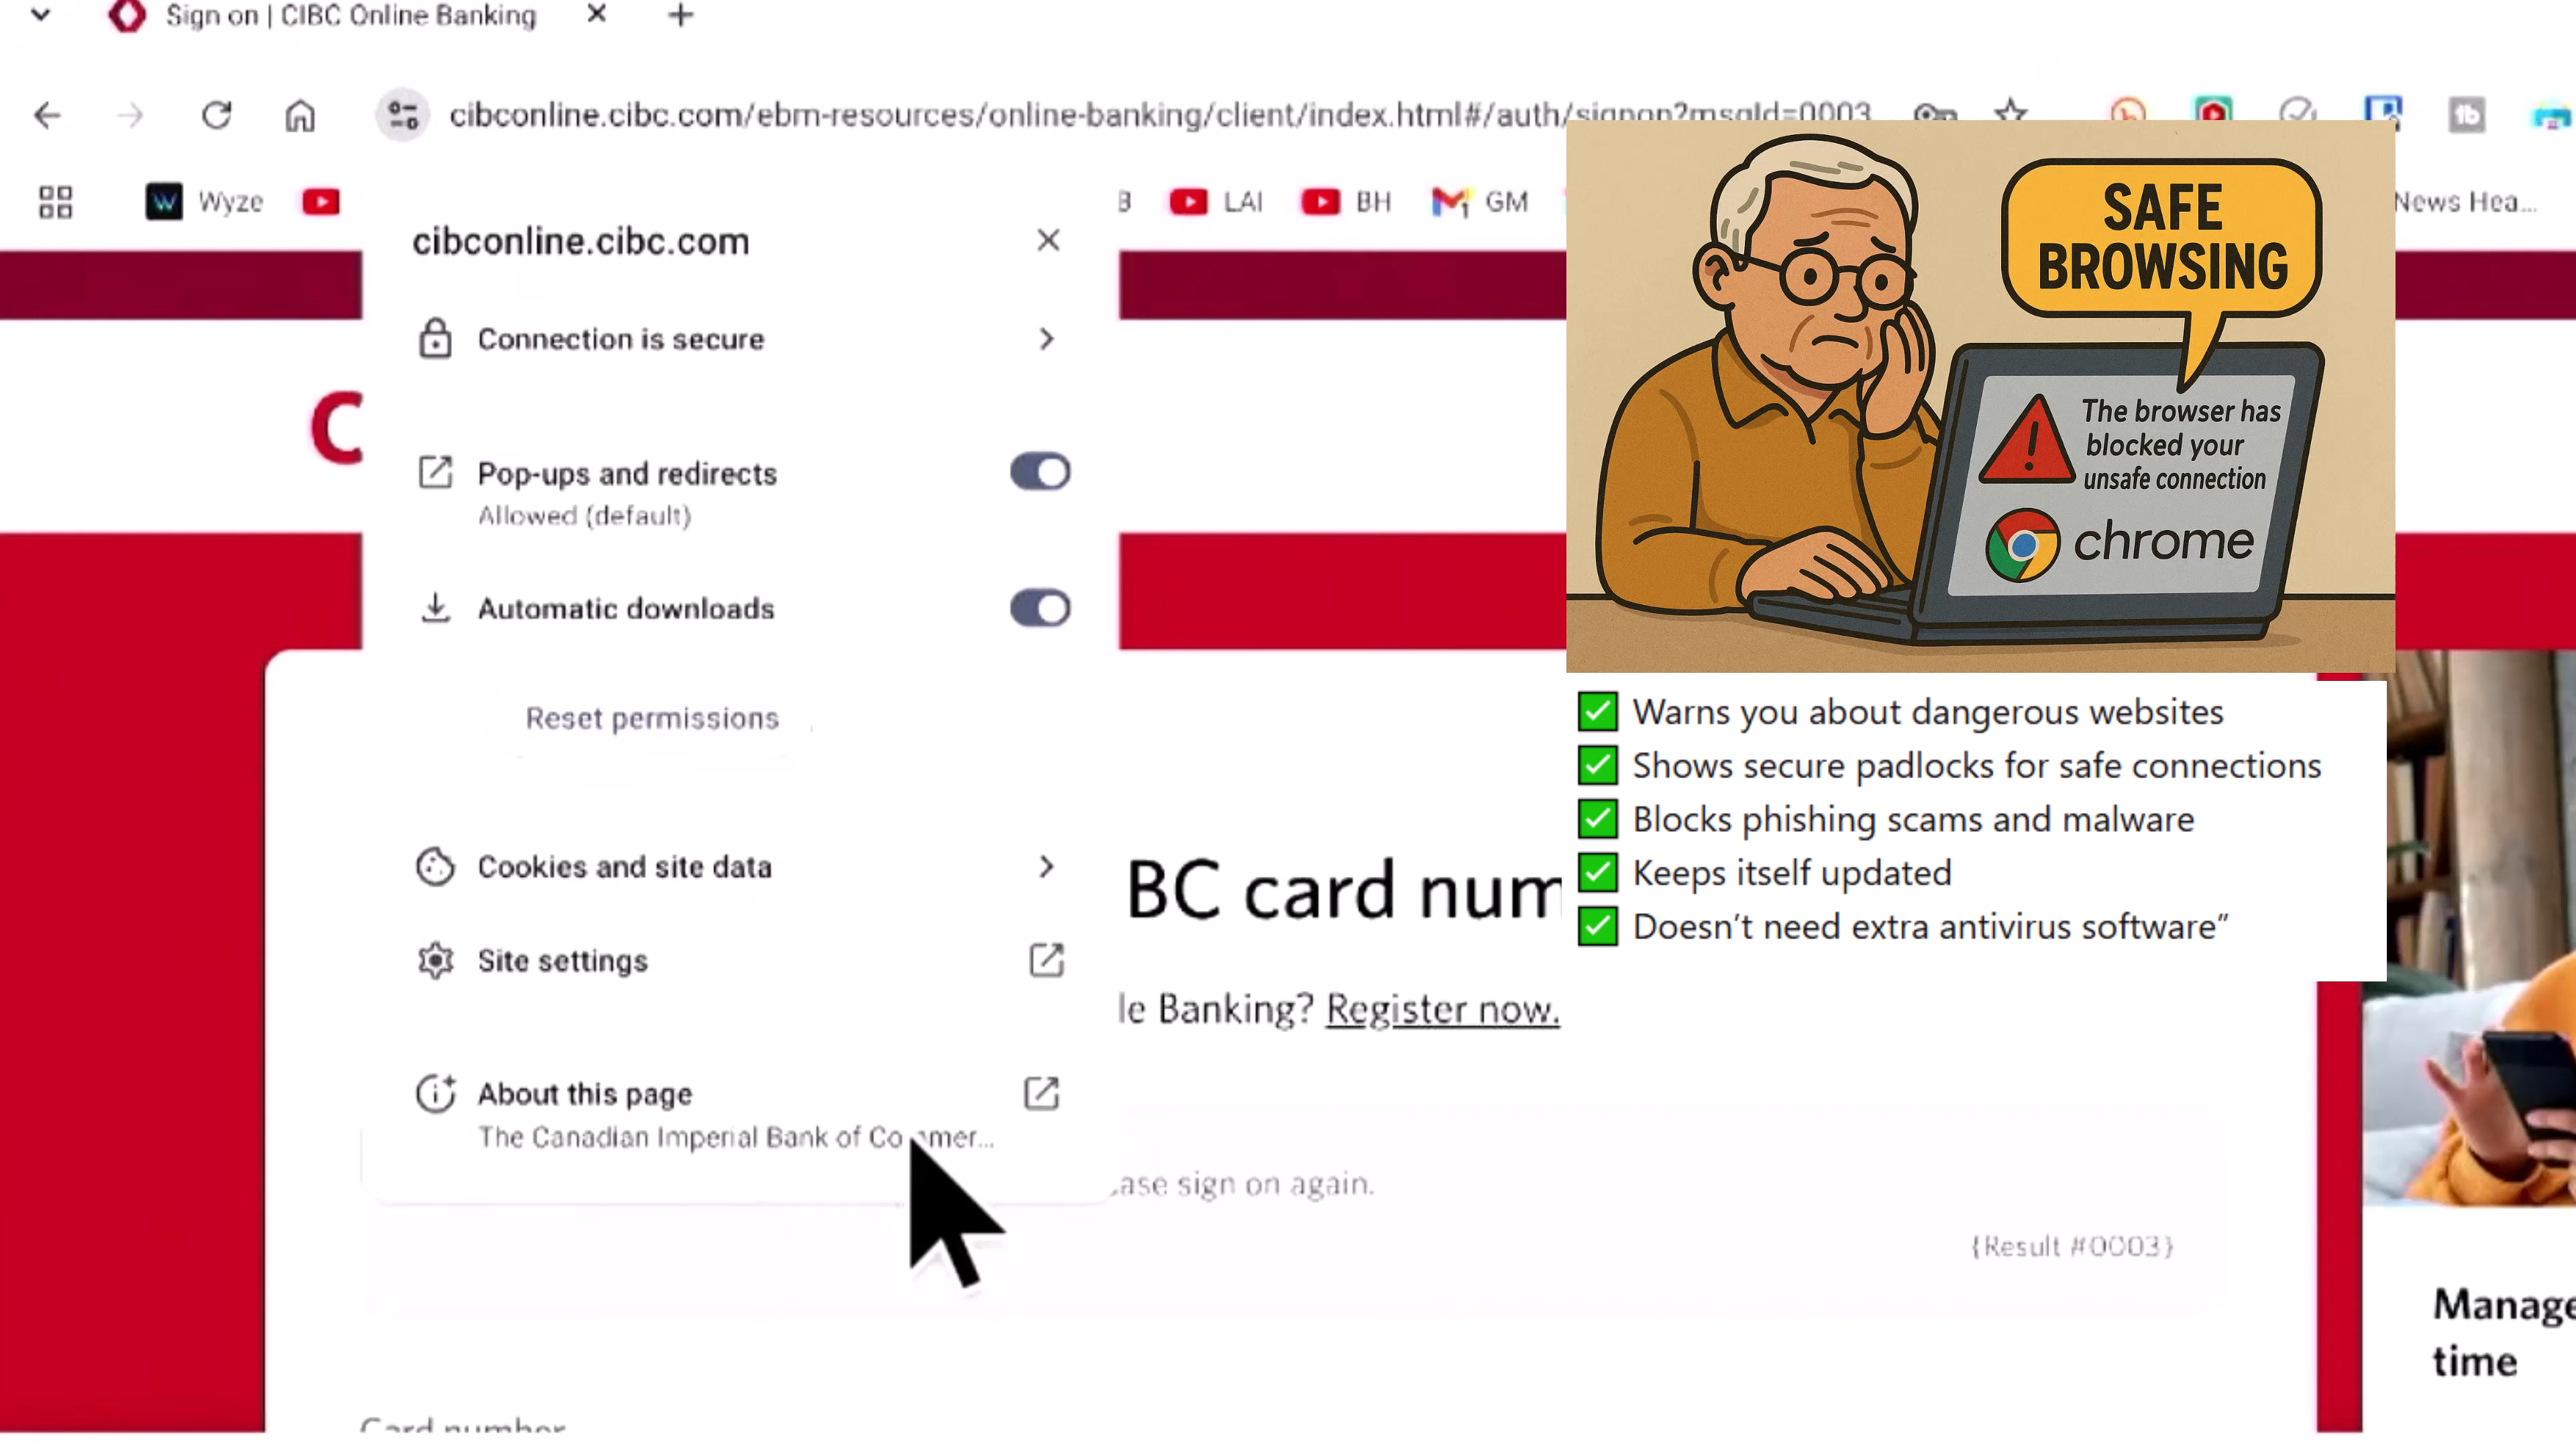 Sign on | CIBC Online Banking
cibconline.cibc.com/ebm-resources/online-banking/client/index.html#/auth/signon?msgId=0003
Wyze
B
LAI
BH
GM
News Hea...
cibconline.cibc.com
Connection is secure
Pop-ups and redirects
Allowed (default)
Automatic downloads
Reset permissions
Cookies and site data
Site settings
About this page
The Canadian Imperial Bank of Co mer...
C
BC card num
le Banking? Register now.
ase sign on again.
{Result #0003}
Card number
SAFE
BROWSING
The browser has
blocked your
unsafe connection
chrome
✅ Warns you about dangerous websites
✅ Shows secure padlocks for safe connections
✅ Blocks phishing scams and malware
✅ Keeps itself updated
✅ Doesn’t need extra antivirus software”
Manage
time